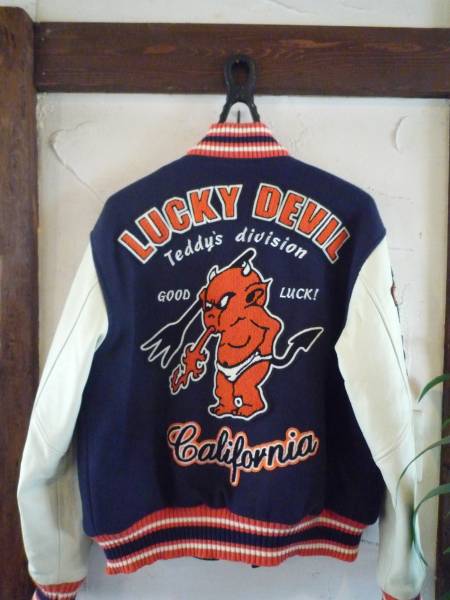 LUCKY DEVIL
Teddy's division
GOOD LUCK!
California